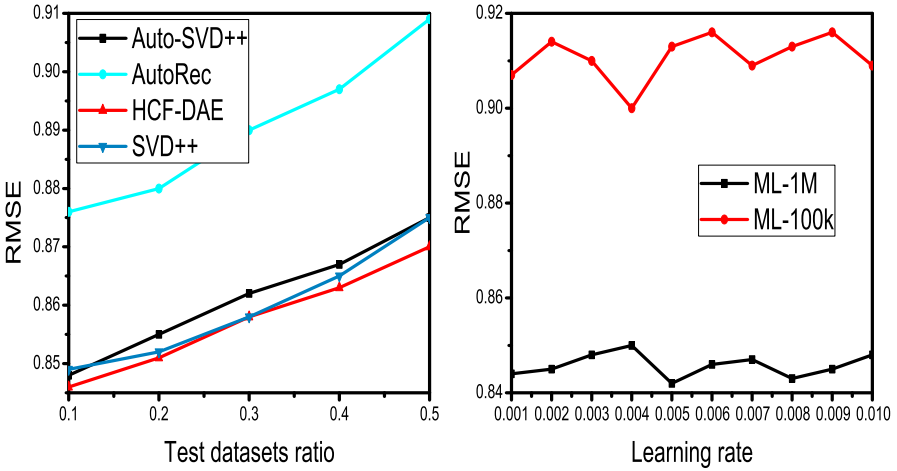 0.91
0.90
0.89
0.88
0.87
0.86
0.85
RMSE
Auto-SVD++
AutoRec
HCF-DAE
SVD++
0.1 0.2 0.3 0.4 0.5
Test datasets ratio
0.92
0.90
0.88
0.86
0.84
RMSE
ML-1M
ML-100k
0.001 0.002 0.003 0.004 0.005 0.006 0.007 0.008 0.009 0.010
Learning rate